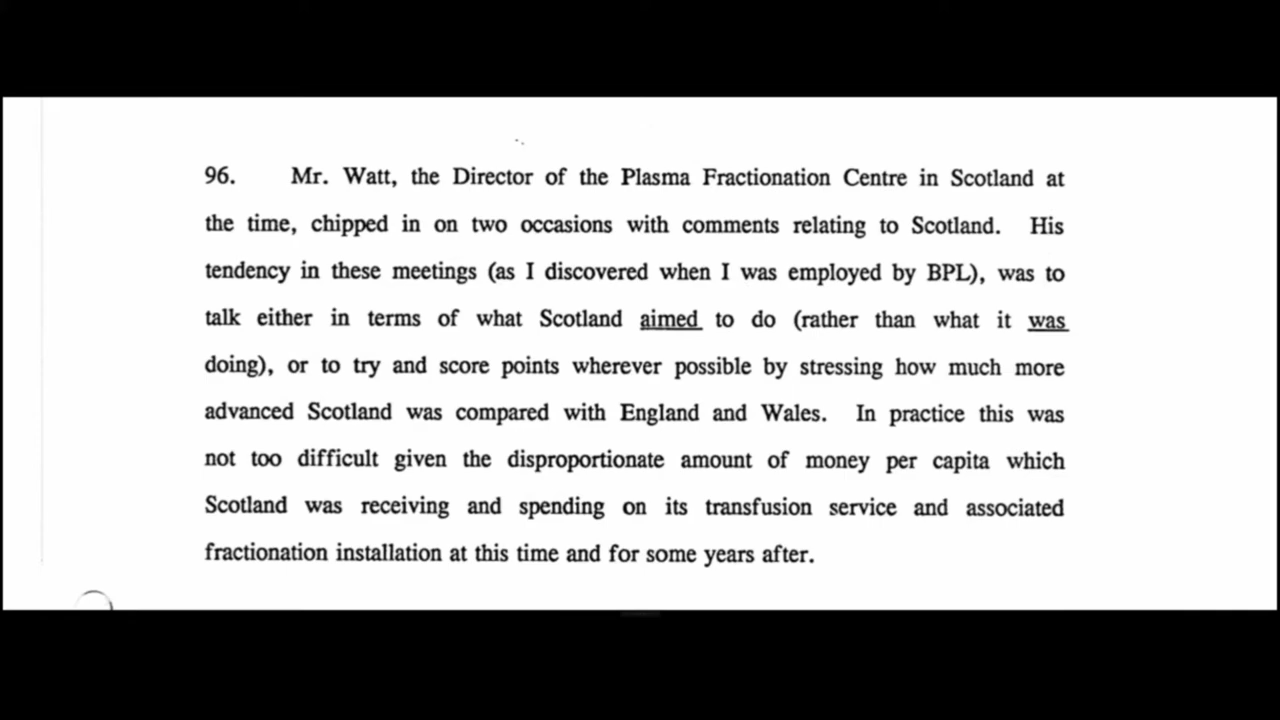 96. Mr. Watt, the Director of the Plasma Fractionation Centre in Scotland at
the time, chipped in on two occasions with comments relating to Scotland. His
tendency in these meetings (as I discovered when I was employed by BPL), was to
talk either in terms of what Scotland aimed to do (rather than what it was
doing), or to try and score points wherever possible by stressing how much more
advanced Scotland was compared with England and Wales. In practice this was
not too difficult given the disproportionate amount of money per capita which
Scotland was receiving and spending on its transfusion service and associated
fractionation installation at this time and for some years after.